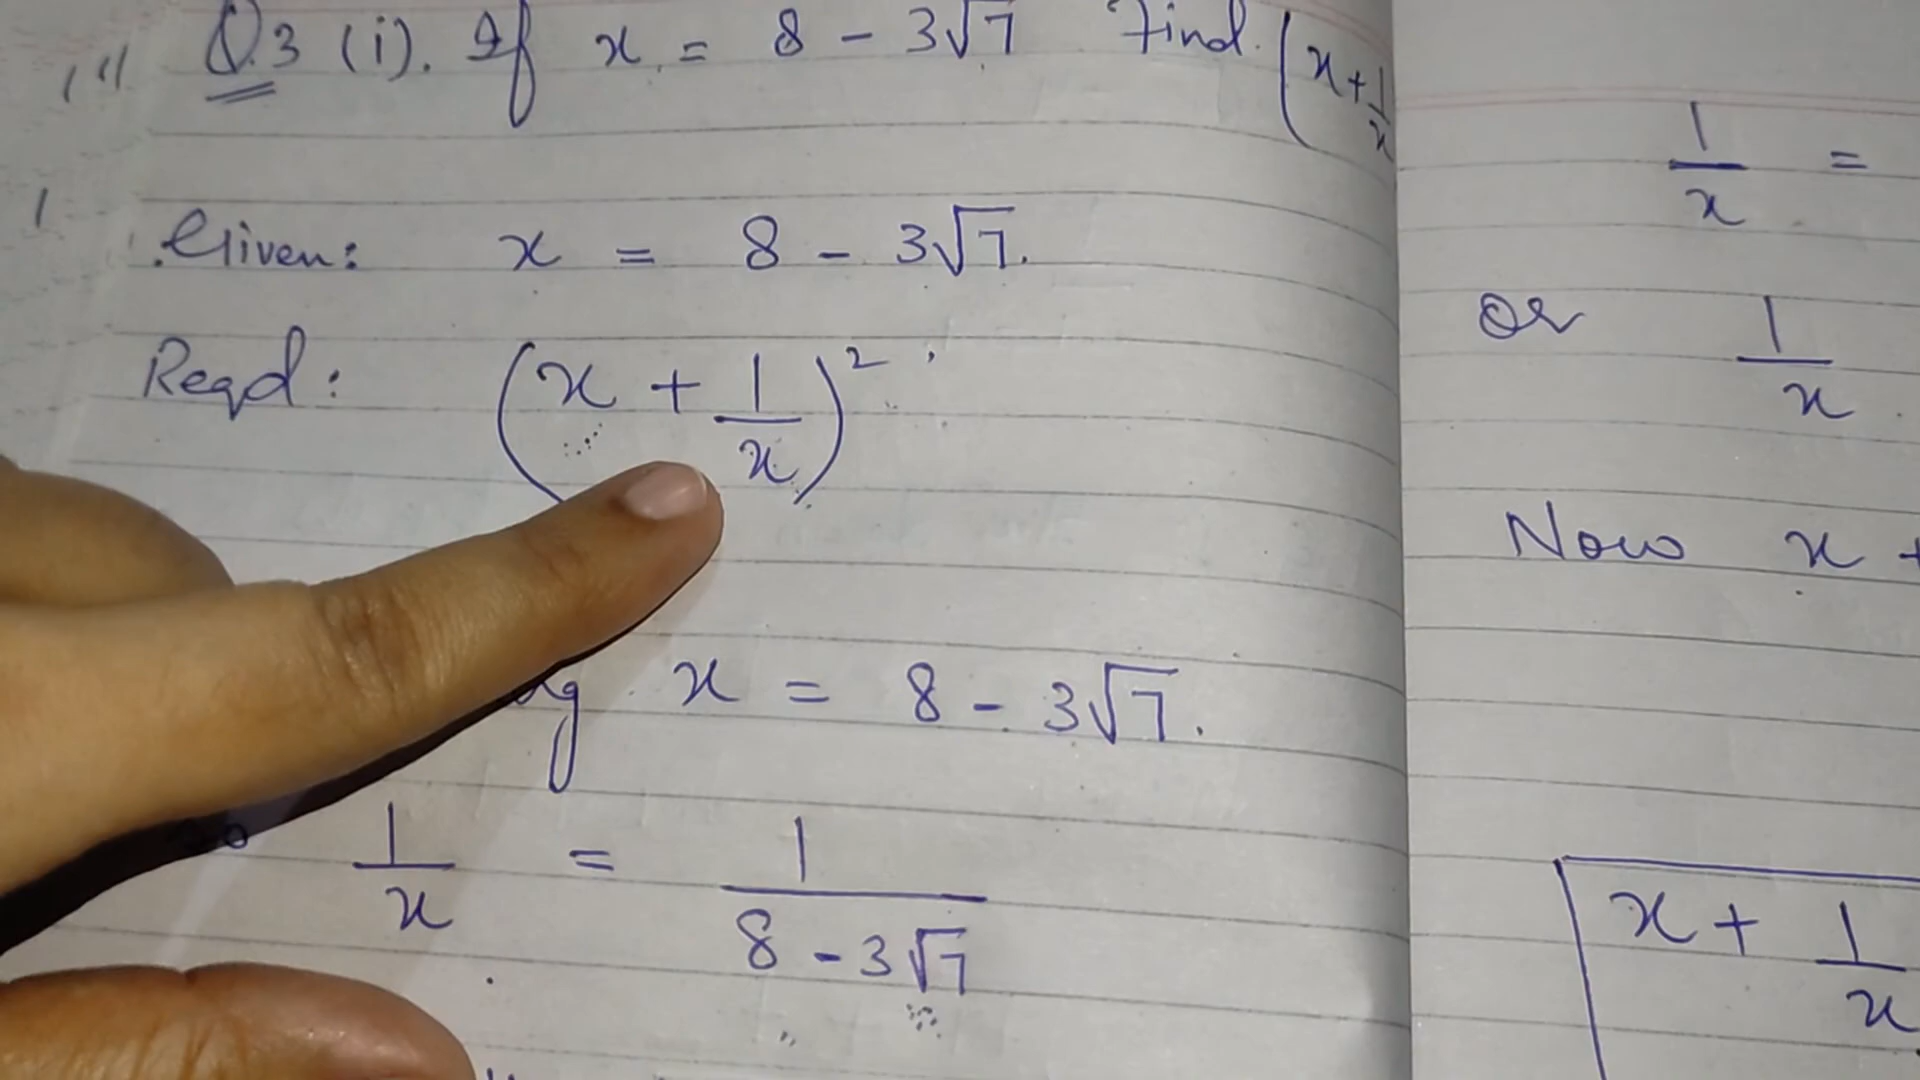 Q.3 (i). If x = 8 - 3√7 Find (x + 1/x
Given: x = 8 - 3√7.
Reqd: (x + 1/x)²
x = 8 - 3√7.
1/x = 1/(8 - 3√7)
1/x =
or 1/x
Now x +
x + 1/x